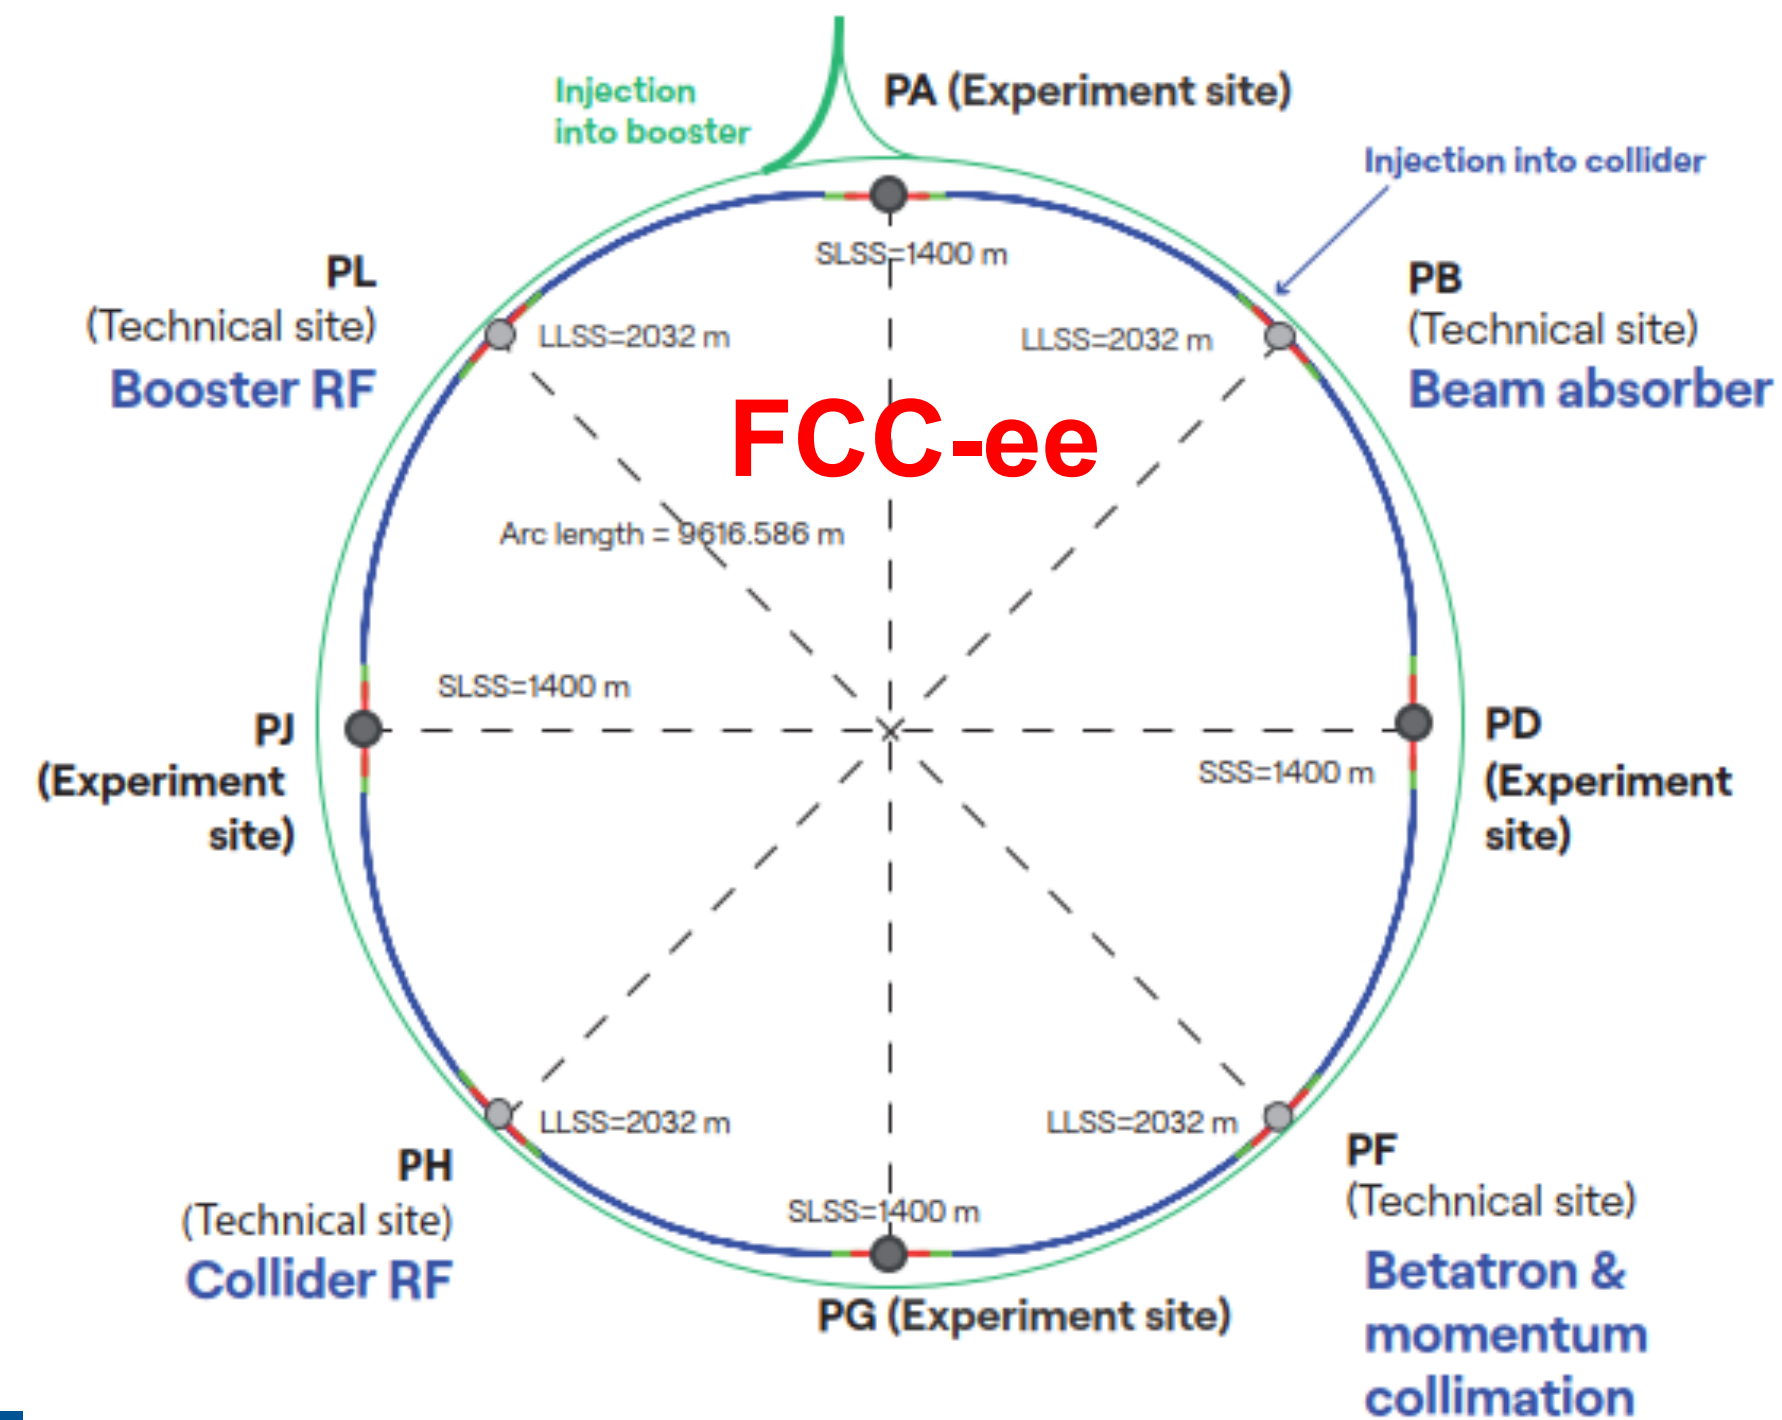 Injection
into booster
PA (Experiment site)
Injection into collider
SLSS=1400 m
PL
(Technical site)
Booster RF
LLSS=2032 m
LLSS=2032 m
PB
(Technical site)
Beam absorber
FCC-ee
Arc length = 9616.586 m
SLSS=1400 m
PJ
(Experiment
site)
SSS=1400 m
PD
(Experiment
site)
LLSS=2032 m
LLSS=2032 m
PH
(Technical site)
Collider RF
SLSS=1400 m
PG (Experiment site)
PF
(Technical site)
Betatron &
momentum
collimation